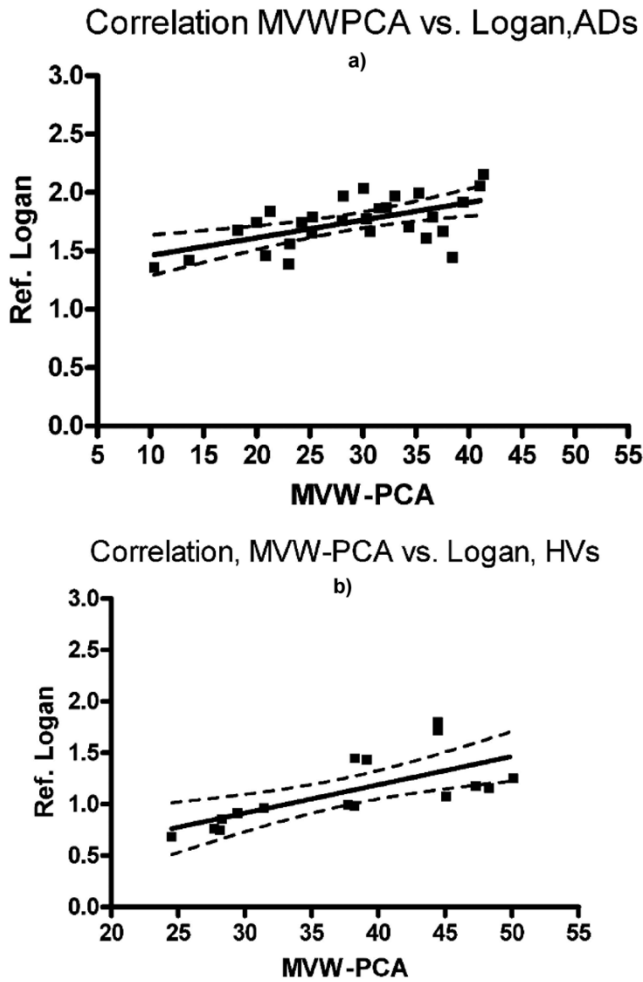 Correlation MVWPCA vs. Logan,ADs
a)
3.0
2.5
2.0
1.5
1.0
0.5
0.0
Ref. Logan
5 10 15 20 25 30 35 40 45 50 55
MVW-PCA
Correlation, MVW-PCA vs. Logan, HVs
b)
3.0
2.5
2.0
1.5
1.0
0.5
0.0
Ref. Logan
20 25 30 35 40 45 50 55
MVW-PCA